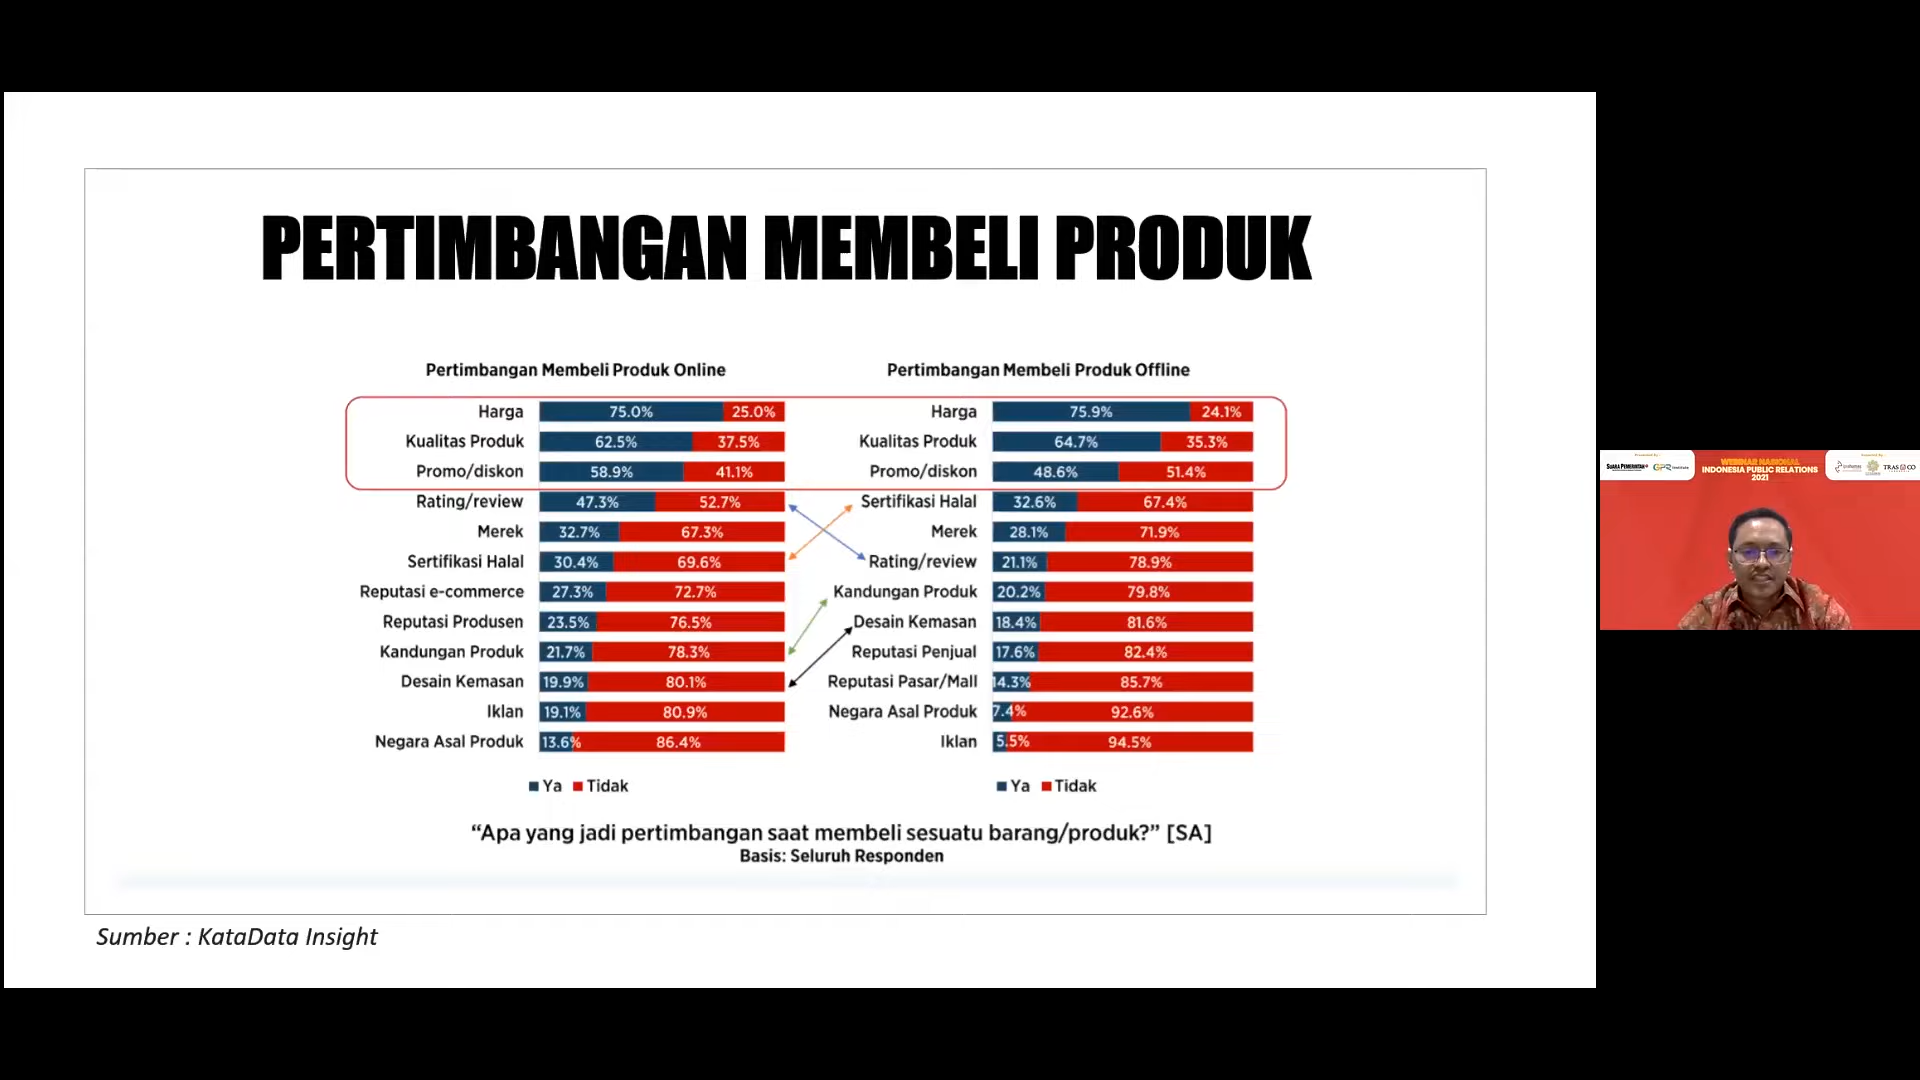 PERTIMBANGAN MEMBELI PRODUK
Pertimbangan Membeli Produk Online
Harga 75.0% 25.0%
Kualitas Produk 62.5% 37.5%
Promo/diskon 58.9% 41.1%
Rating/review 47.3% 52.7%
Merek 32.7% 67.3%
Sertifikasi Halal 30.4% 69.6%
Reputasi e-commerce 27.3% 72.7%
Reputasi Produsen 23.5% 76.5%
Kandungan Produk 21.7% 78.3%
Desain Kemasan 19.9% 80.1%
Iklan 19.1% 80.9%
Negara Asal Produk 13.6% 86.4%
Ya Tidak
Pertimbangan Membeli Produk Offline
Harga 75.9% 24.1%
Kualitas Produk 64.7% 35.3%
Promo/diskon 48.6% 51.4%
Sertifikasi Halal 32.6% 67.4%
Merek 28.1% 71.9%
Rating/review 21.1% 78.9%
Kandungan Produk 20.2% 79.8%
Desain Kemasan 18.4% 81.6%
Reputasi Penjual 17.6% 82.4%
Reputasi Pasar/Mall 14.3% 85.7%
Negara Asal Produk 7.4% 92.6%
Iklan 5.5% 94.5%
Ya Tidak
“Apa yang jadi pertimbangan saat membeli sesuatu barang/produk?” [SA]
Basis: Seluruh Responden
Sumber : KataData Insight
SUARA PEMERINTAH
GPR Institute
WEBINAR NASIONAL
INDONESIA PUBLIC RELATIONS
2021
TRAS CO